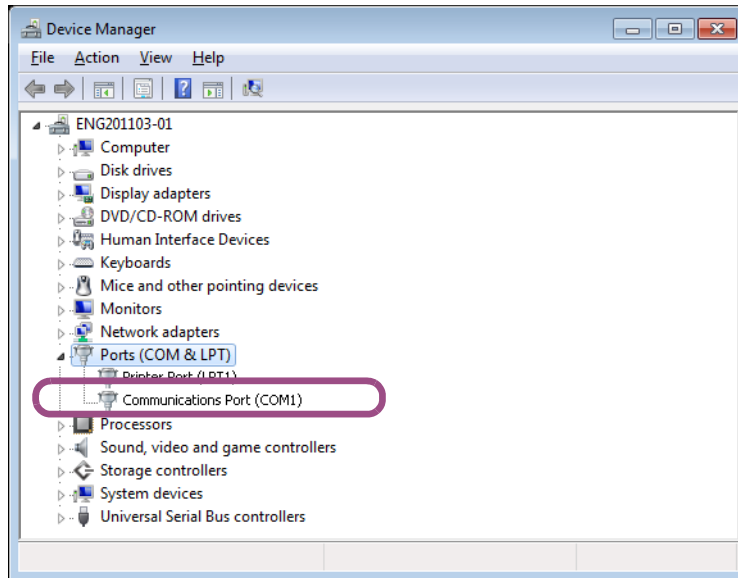 Device Manager
File Action View Help
ENG201103-01
Computer
Disk drives
Display adapters
DVD/CD-ROM drives
Human Interface Devices
Keyboards
Mice and other pointing devices
Monitors
Network adapters
Ports (COM & LPT)
Printer Port (LPT1)
Communications Port (COM1)
Processors
Sound, video and game controllers
Storage controllers
System devices
Universal Serial Bus controllers